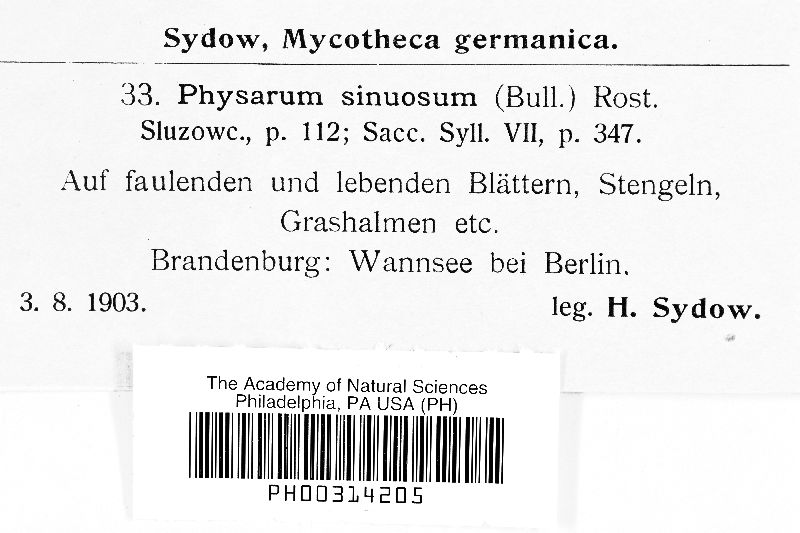 Sydow, Mycotheca germanica.
33. Physarum sinuosum (Bull.) Rost.
Sluzowc., p. 112; Sacc. Syll. VII, p. 347.
Auf faulenden und lebenden Blättern, Stengeln,
Grashalmen etc.
Brandenburg: Wannsee bei Berlin.
3. 8. 1903. leg. H. Sydow.
The Academy of Natural Sciences
Philadelphia, PA USA (PH)
PH00314205